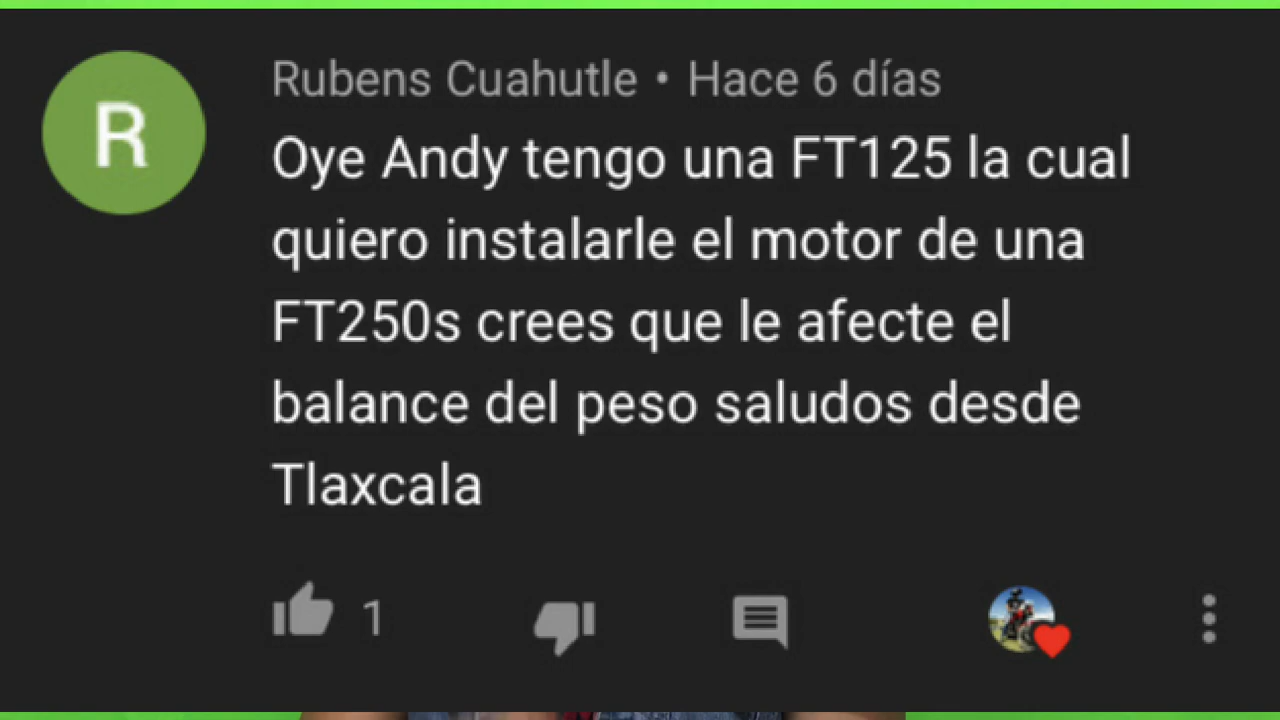 R
Rubens Cuahutle • Hace 6 días
Oye Andy tengo una FT125 la cual
quiero instalarle el motor de una
FT250s crees que le afecte el
balance del peso saludos desde
Tlaxcala
1